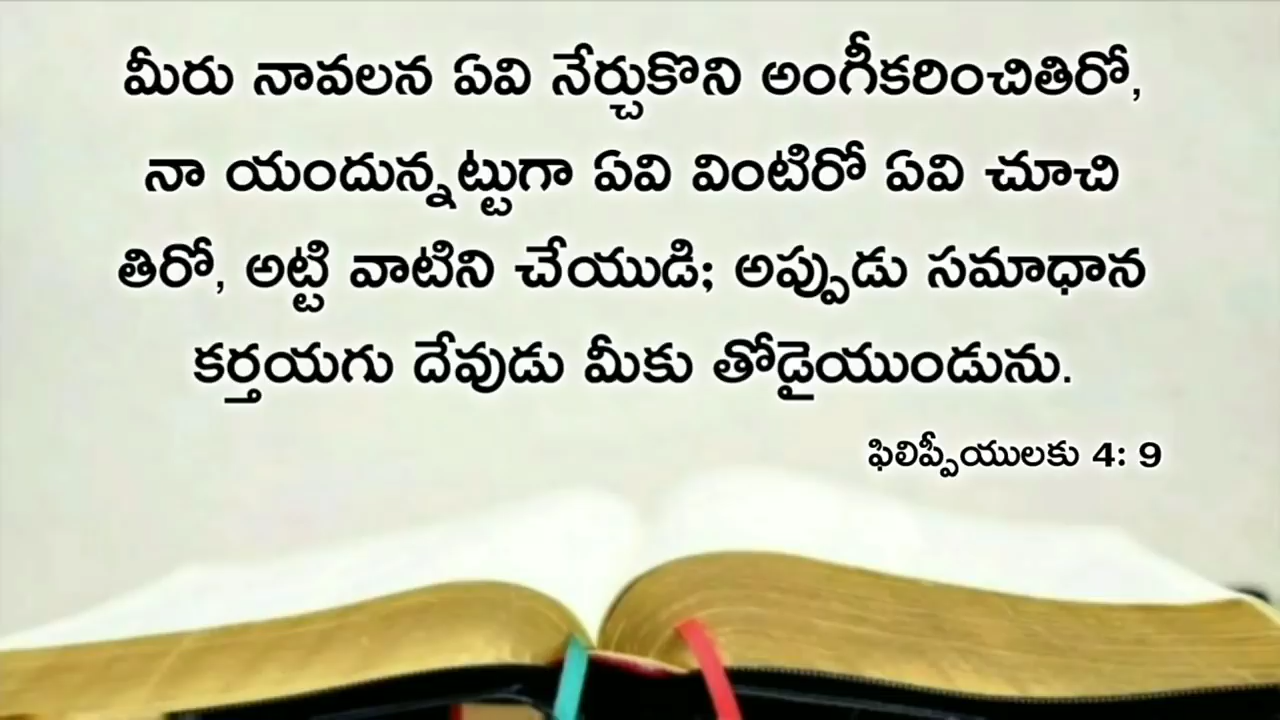 మీరు నావలన ఏవి నేర్చుకొని అంగీకరించితిరో,
నా యందున్నట్టుగా ఏవి వింటిరో ఏవి చూచి
తిరో, అట్టి వాటిని చేయుడి; అప్పుడు సమాధాన
కర్తయగు దేవుడు మీకు తోడైయుండును.
ఫిలిప్పీయులకు 4: 9